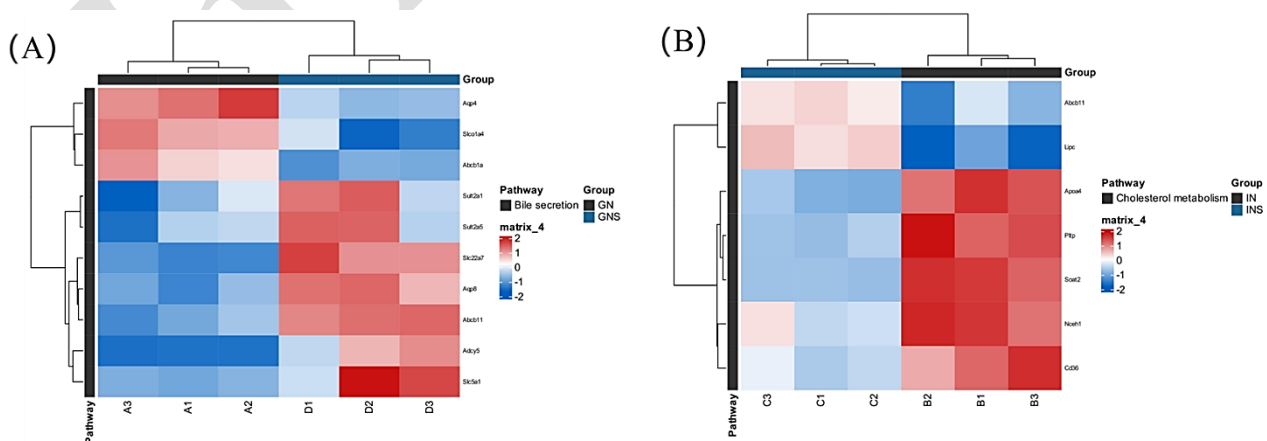 (A)
Group
Aqp4
Slco1a4
Abcb1a
Sult2a1
Sult2a5
Slc22a7
Aqp8
Abcb11
Adcy5
Slc5a1
A3 A1 A2 D1 D2 D3
Pathway
Pathway
Bile secretion
Group
GN
GNS
matrix_4
2
1
0
-1
-2
(B)
Group
Abcb11
Lipc
Apoa4
Pltp
Soat2
Nceh1
Cd36
C3 C1 C2 B2 B1 B3
Pathway
Pathway
Cholesterol metabolism
Group
IN
INS
matrix_4
2
1
0
-1
-2